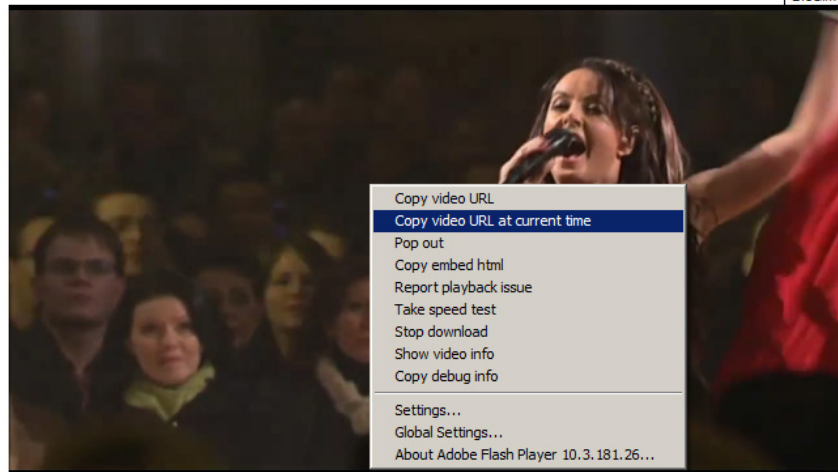 Copy video URL
Copy video URL at current time
Pop out
Copy embed html
Report playback issue
Take speed test
Stop download
Show video info
Copy debug info
Settings...
Global Settings...
About Adobe Flash Player 10.3.181.26...